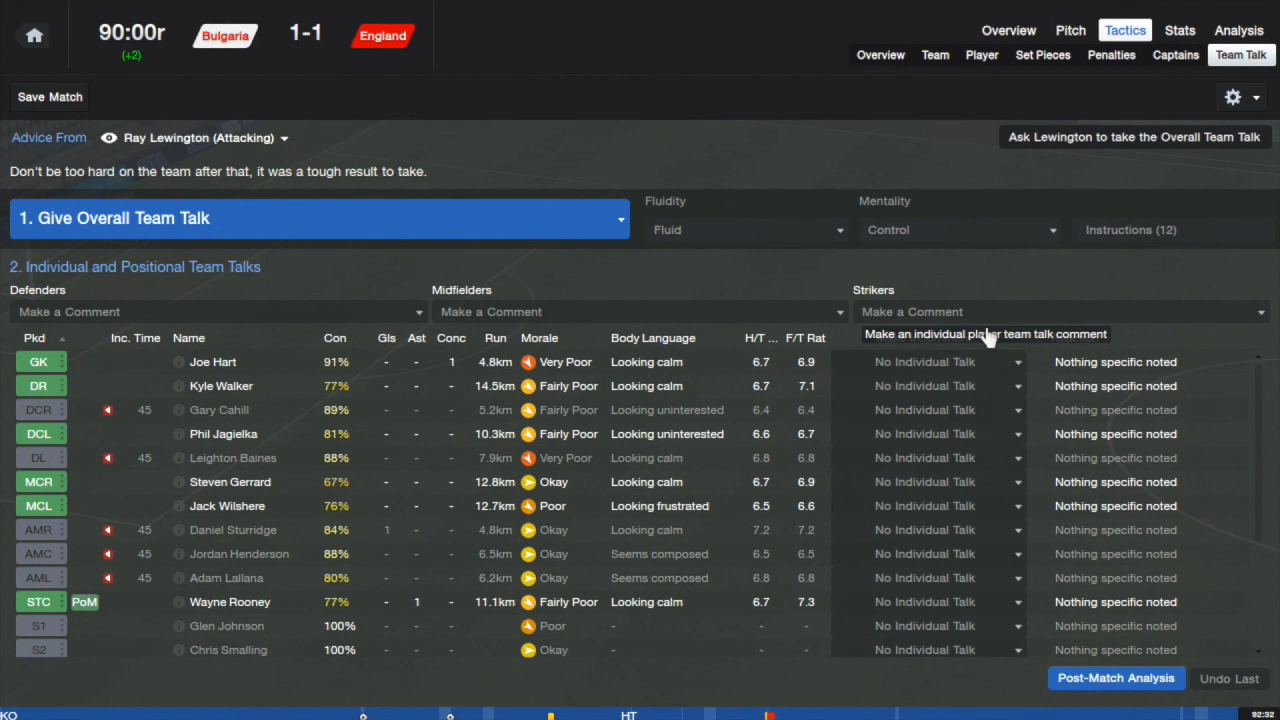 90:00r Bulgaria 1-1 England Overview Pitch Tactics Stats Analysis
(+2) Overview Team Player Set Pieces Penalties Captains Team Talk
Save Match
Advice From Ray Lewington (Attacking) Ask Lewington to take the Overall Team Talk
Don't be too hard on the team after that, it was a tough result to take.
Fluidity Mentality
1. Give Overall Team Talk Fluid Control Instructions (12)
2. Individual and Positional Team Talks
Defenders Midfielders Strikers
Make a Comment Make a Comment Make a Comment
Make an individual player team talk comment
Pkd Inc. Time Name Con Gls Ast Conc Run Morale Body Language H/T ... F/T Rat
GK Joe Hart 91% - - 1 4.8km Very Poor Looking calm 6.7 6.9 No Individual Talk Nothing specific noted
DR Kyle Walker 77% - - - 14.5km Fairly Poor Looking calm 6.7 7.1 No Individual Talk Nothing specific noted
DCR 45 Gary Cahill 89% - - - 5.2km Fairly Poor Looking uninterested 6.4 6.4 No Individual Talk Nothing specific noted
DCL Phil Jagielka 81% - - - 10.3km Fairly Poor Looking uninterested 6.6 6.7 No Individual Talk Nothing specific noted
DL 45 Leighton Baines 88% - - - 7.9km Very Poor Looking calm 6.8 6.8 No Individual Talk Nothing specific noted
MCR Steven Gerrard 67% - - - 12.8km Okay Looking calm 6.7 6.9 No Individual Talk Nothing specific noted
MCL Jack Wilshere 76% - - - 12.7km Poor Looking frustrated 6.5 6.6 No Individual Talk Nothing specific noted
AMR 45 Daniel Sturridge 84% 1 - - 4.8km Okay Looking calm 7.2 7.2 No Individual Talk Nothing specific noted
AMC 45 Jordan Henderson 88% - - - 6.5km Okay Seems composed 6.5 6.5 No Individual Talk Nothing specific noted
AML 45 Adam Lallana 80% - - - 6.2km Okay Seems composed 6.8 6.8 No Individual Talk Nothing specific noted
STC PoM Wayne Rooney 77% - 1 - 11.1km Fairly Poor Looking calm 6.7 7.3 No Individual Talk Nothing specific noted
S1 Glen Johnson 100% Poor - - - No Individual Talk Nothing specific noted
S2 Chris Smalling 100% Okay - - - No Individual Talk Nothing specific noted
Post-Match Analysis Undo Last
KO HT 92:32